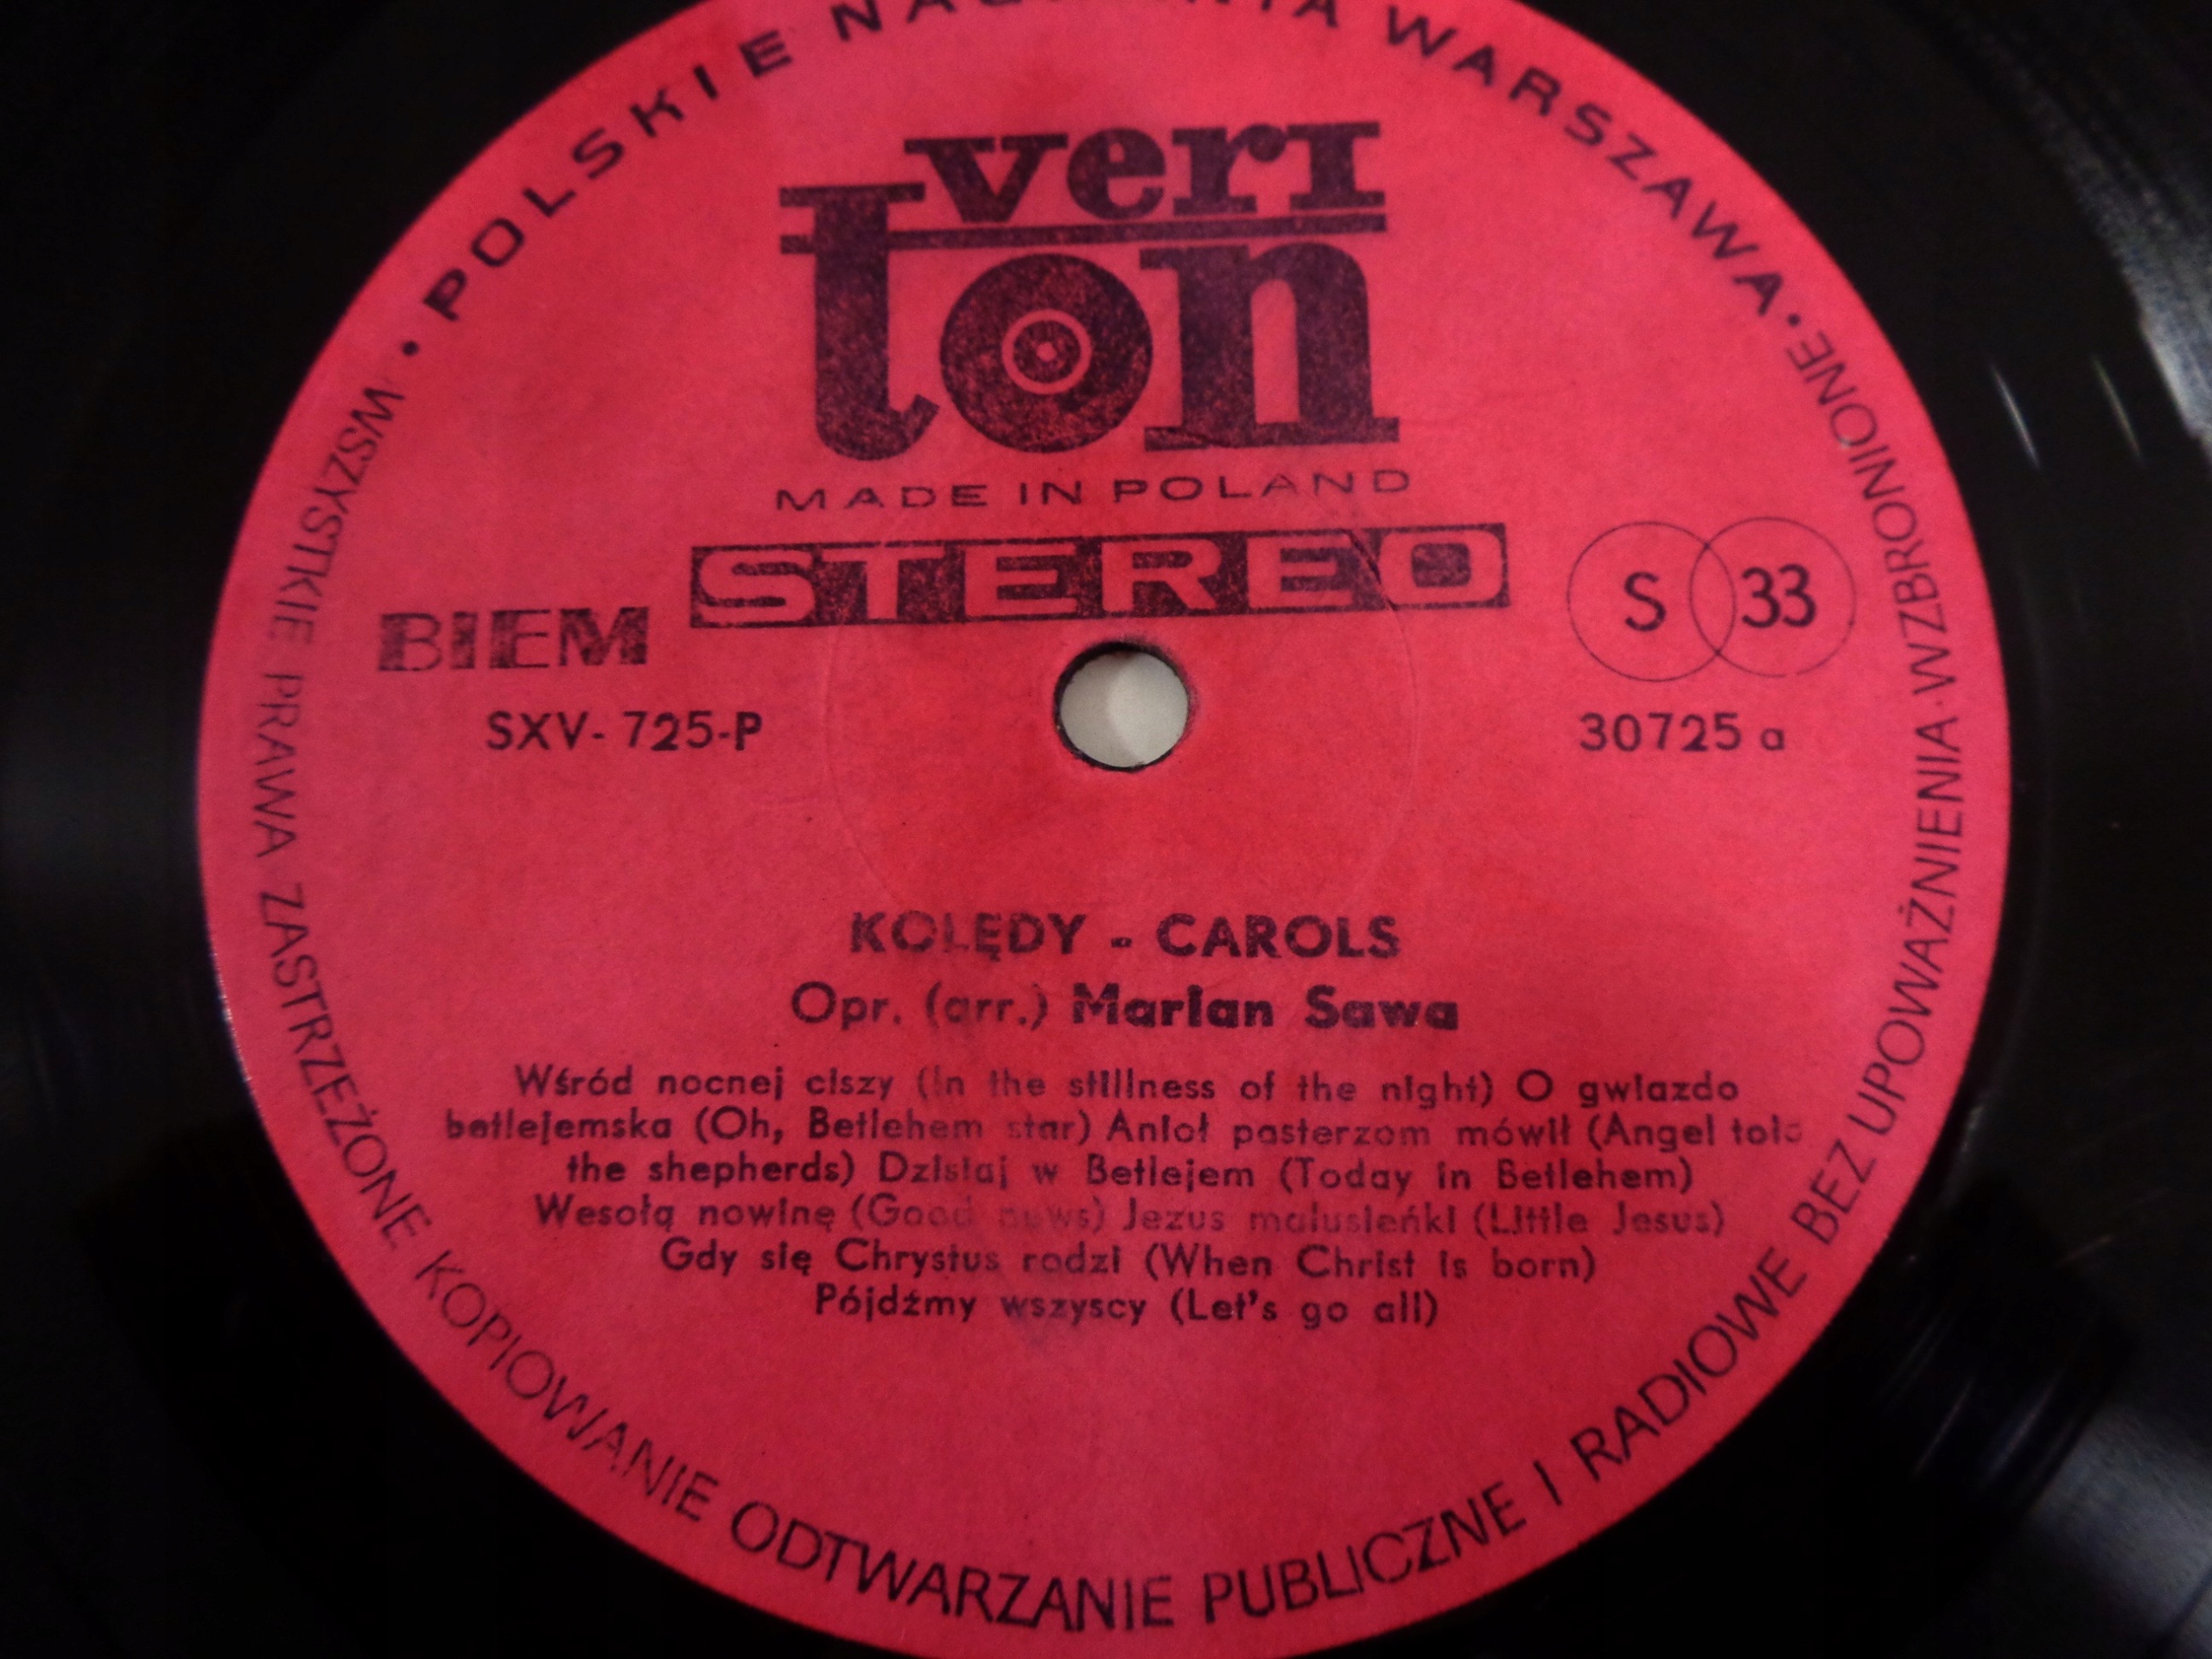 POLSKIE NAGRANIA WARSZAWA
veri
ton
MADE IN POLAND
STEREO
BIEM
S 33
SXV- 725-P
30725 a
KOLĘDY - CAROLS
Opr. (arr.) Marian Sawa
Wśród nocnej ciszy (In the stillness of the night) O gwiazdo
betlejemska (Oh, Betlehem star) Anioł pasterzom mówił (Angel told
the shepherds) Dzisiaj w Betlejem (Today in Betlehem)
Wesołą nowinę (Good news) Jezus malusieńki (Little Jesus)
Gdy się Chrystus rodzi (When Christ is born)
Pójdźmy wszyscy (Let's go all)
WSZYSTKIE PRAWA ZASTRZEŻONE KOPIOWANIE ODTWARZANIE PUBLICZNE I RADIOWE BEZ UPOWAŻNIENIA WZBRONIONE